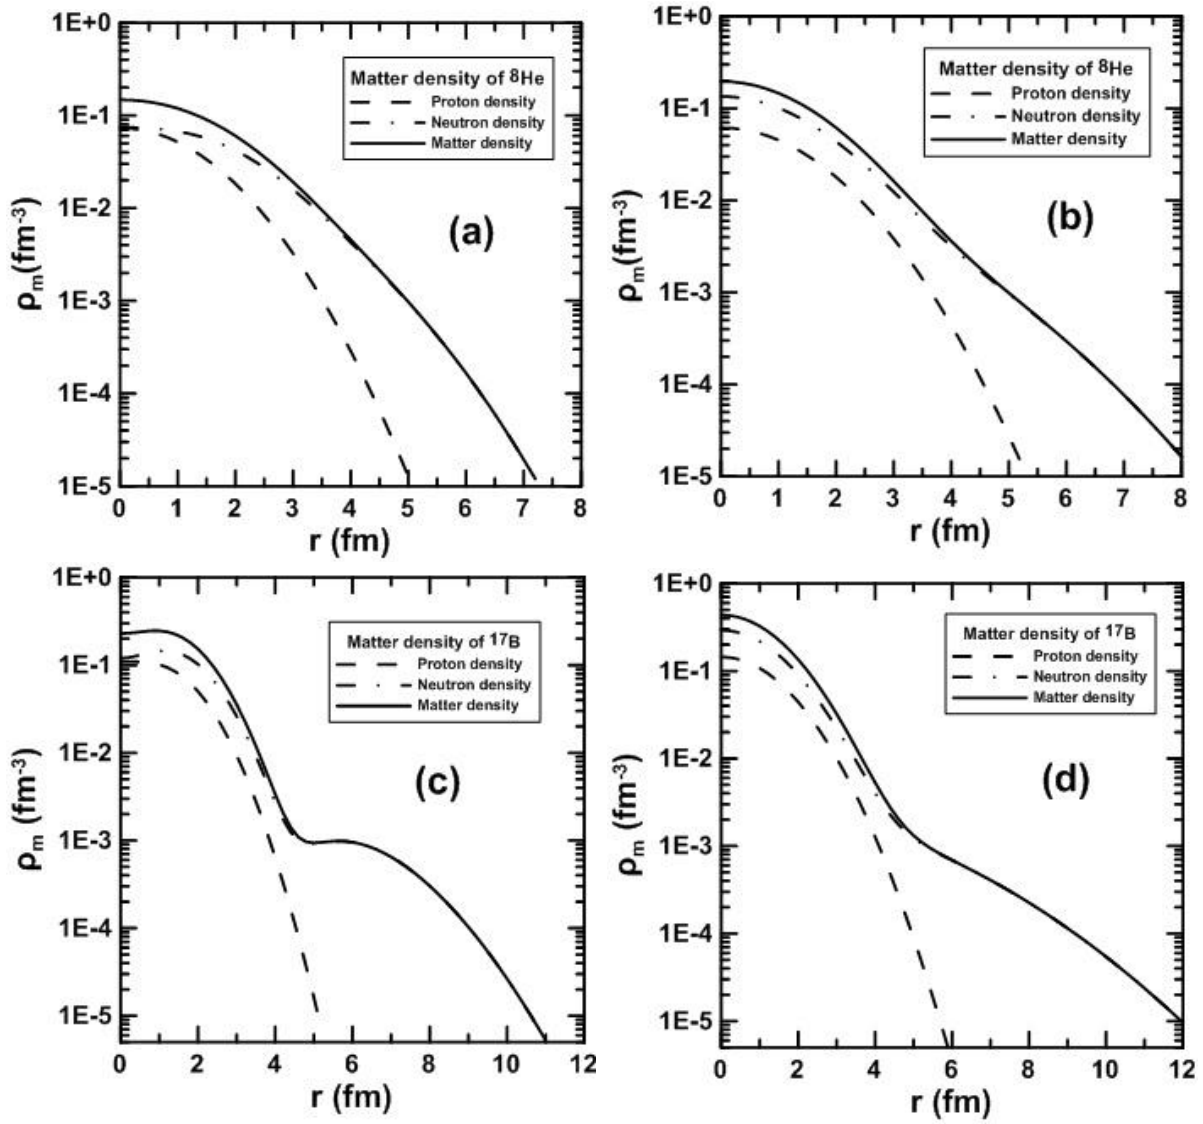 1E+0
1E-1
1E-2
1E-3
1E-4
1E-5
ρm(fm-3)
Matter density of 8He
Proton density
Neutron density
Matter density
(a)
0 1 2 3 4 5 6 7 8
r (fm)
1E+0
1E-1
1E-2
1E-3
1E-4
1E-5
ρm(fm-3)
Matter density of 8He
Proton density
Neutron density
Matter density
(b)
0 1 2 3 4 5 6 7 8
r (fm)
1E+0
1E-1
1E-2
1E-3
1E-4
1E-5
ρm (fm-3)
Matter density of 17B
Proton density
Neutron density
Matter density
(c)
0 2 4 6 8 10 12
r (fm)
1E+0
1E-1
1E-2
1E-3
1E-4
1E-5
ρm (fm-3)
Matter density of 17B
Proton density
Neutron density
Matter density
(d)
0 2 4 6 8 10 12
r (fm)